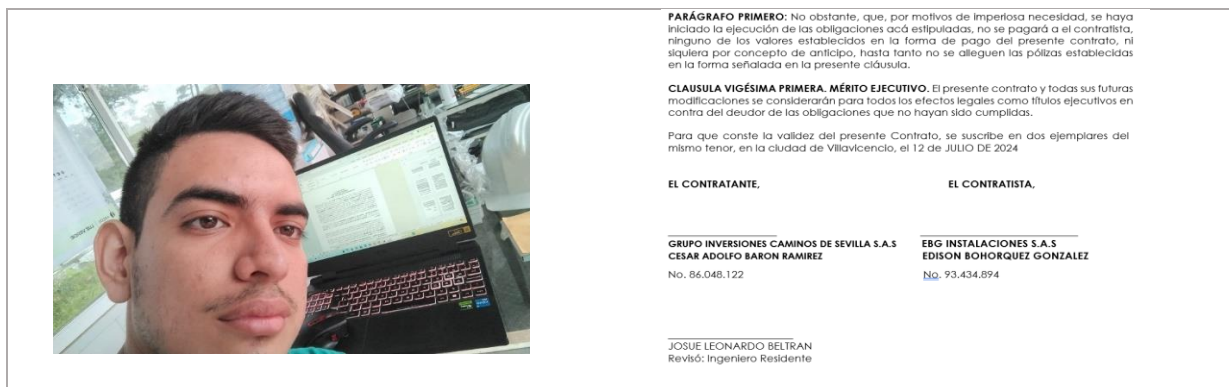 PARÁGRAFO PRIMERO: No obstante, que, por motivos de imperiosa necesidad, se haya
iniciado la ejecución de las obligaciones acá estipuladas, no se pagará a el contratista,
ninguno de los valores establecidos en la forma de pago del presente contrato, ni
siquiera por concepto de anticipo, hasta tanto no se alleguen las pólizas establecidas
en la forma señalada en la presente cláusula.
CLAUSULA VIGÉSIMA PRIMERA. MÉRITO EJECUTIVO. El presente contrato y todas sus futuras
modificaciones se considerarán para todos los efectos legales como títulos ejecutivos en
contra del deudor de las obligaciones que no hayan sido cumplidas.
Para que conste la validez del presente Contrato, se suscribe en dos ejemplares del
mismo tenor, en la ciudad de Villavicencio, el 12 de JULIO DE 2024
EL CONTRATANTE,
EL CONTRATISTA,
GRUPO INVERSIONES CAMINOS DE SEVILLA S.A.S
CESAR ADOLFO BARON RAMIREZ
No. 86.048.122
EBG INSTALACIONES S.A.S
EDISON BOHORQUEZ GONZALEZ
No. 93.434.894
JOSUE LEONARDO BELTRAN
Revisó: Ingeniero Residente